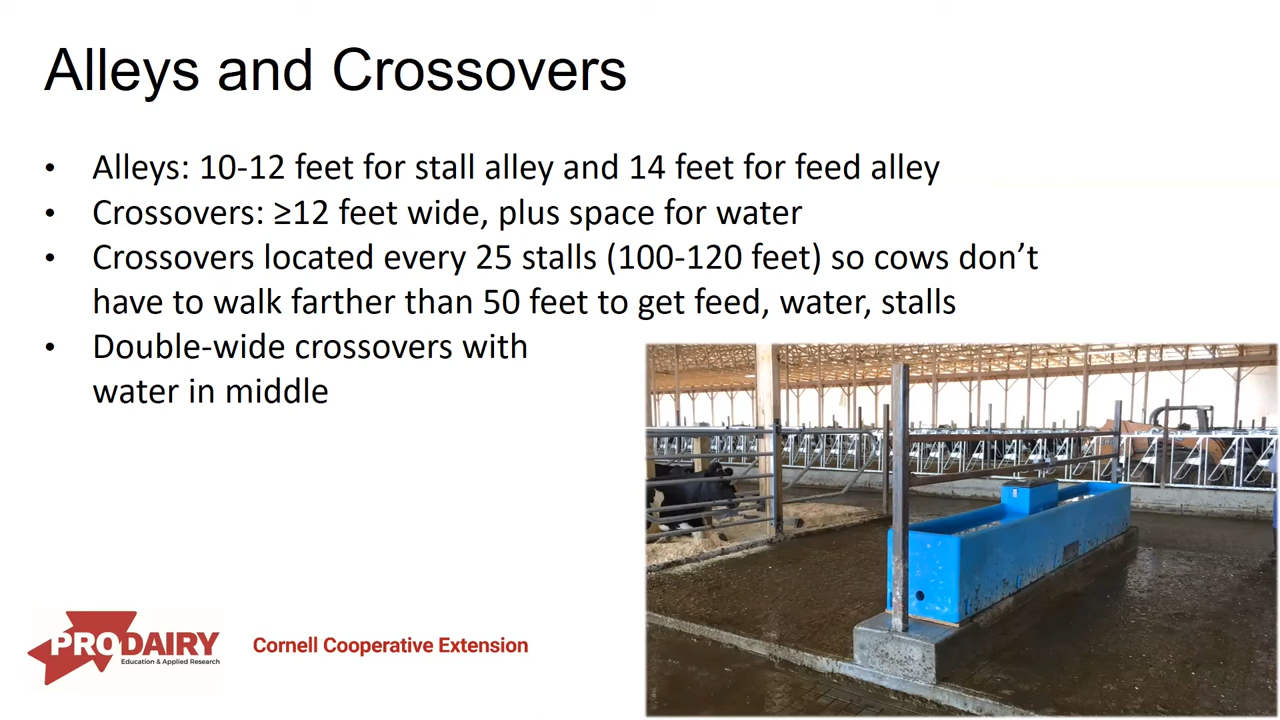 Alleys and Crossovers
• Alleys: 10-12 feet for stall alley and 14 feet for feed alley
• Crossovers: ≥12 feet wide, plus space for water
• Crossovers located every 25 stalls (100-120 feet) so cows don’t
have to walk farther than 50 feet to get feed, water, stalls
• Double-wide crossovers with
water in middle
PRODAIRY
Education & Applied Research
Cornell Cooperative Extension